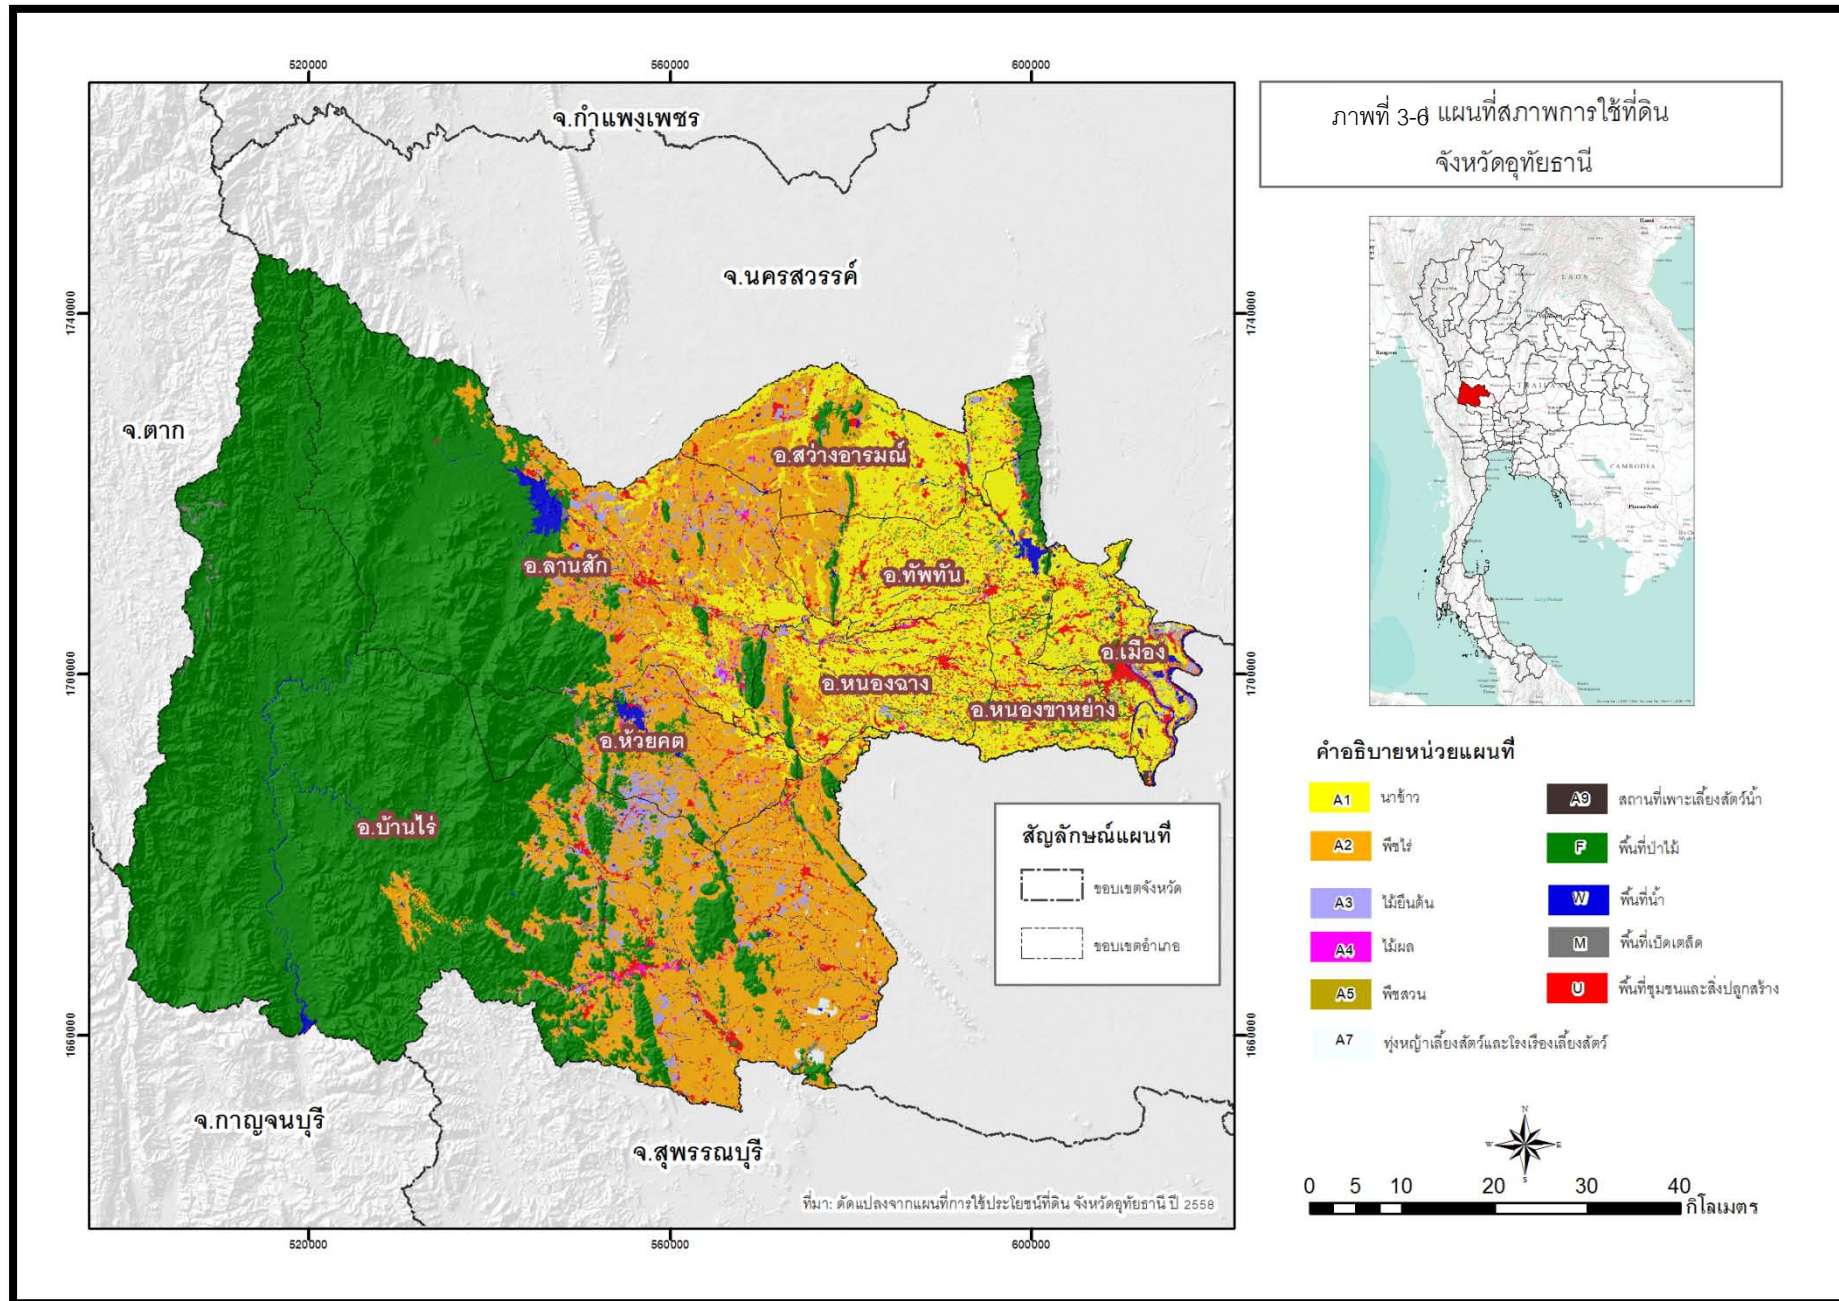 ภาพที่ 3-6 แผนที่สภาพการใช้ที่ดิน
จังหวัดอุทัยธานี
520000
560000
600000
1740000
1740000
1700000
1700000
1660000
1660000
520000
560000
600000
จ.กำแพงเพชร
จ.นครสวรรค์
จ.ตาก
จ.กาญจนบุรี
จ.สุพรรณบุรี
อ.สว่างอารมณ์
อ.ลานสัก
อ.ทัพทัน
อ.เมือง
อ.หนองฉาง
อ.หนองขาหย่าง
อ.ห้วยคต
อ.บ้านไร่
สัญลักษณ์แผนที่
ขอบเขตจังหวัด
ขอบเขตอำเภอ
ที่มา: ดัดแปลงจากแผนที่การใช้ประโยชน์ที่ดิน จังหวัดอุทัยธานี ปี 2558
LAOS
THAILAND
CAMBODIA
คำอธิบายหน่วยแผนที่
A1 นาข้าว
A2 พืชไร่
A3 ไม้ยืนต้น
A4 ไม้ผล
A5 พืชสวน
A7 ทุ่งหญ้าเลี้ยงสัตว์และโรงเรือนเลี้ยงสัตว์
A9 สถานที่เพาะเลี้ยงสัตว์น้ำ
F พื้นที่ป่าไม้
W พื้นที่น้ำ
M พื้นที่เบ็ดเตล็ด
U พื้นที่ชุมชนและสิ่งปลูกสร้าง
N
W E
S
0 5 10 20 30 40
กิโลเมตร